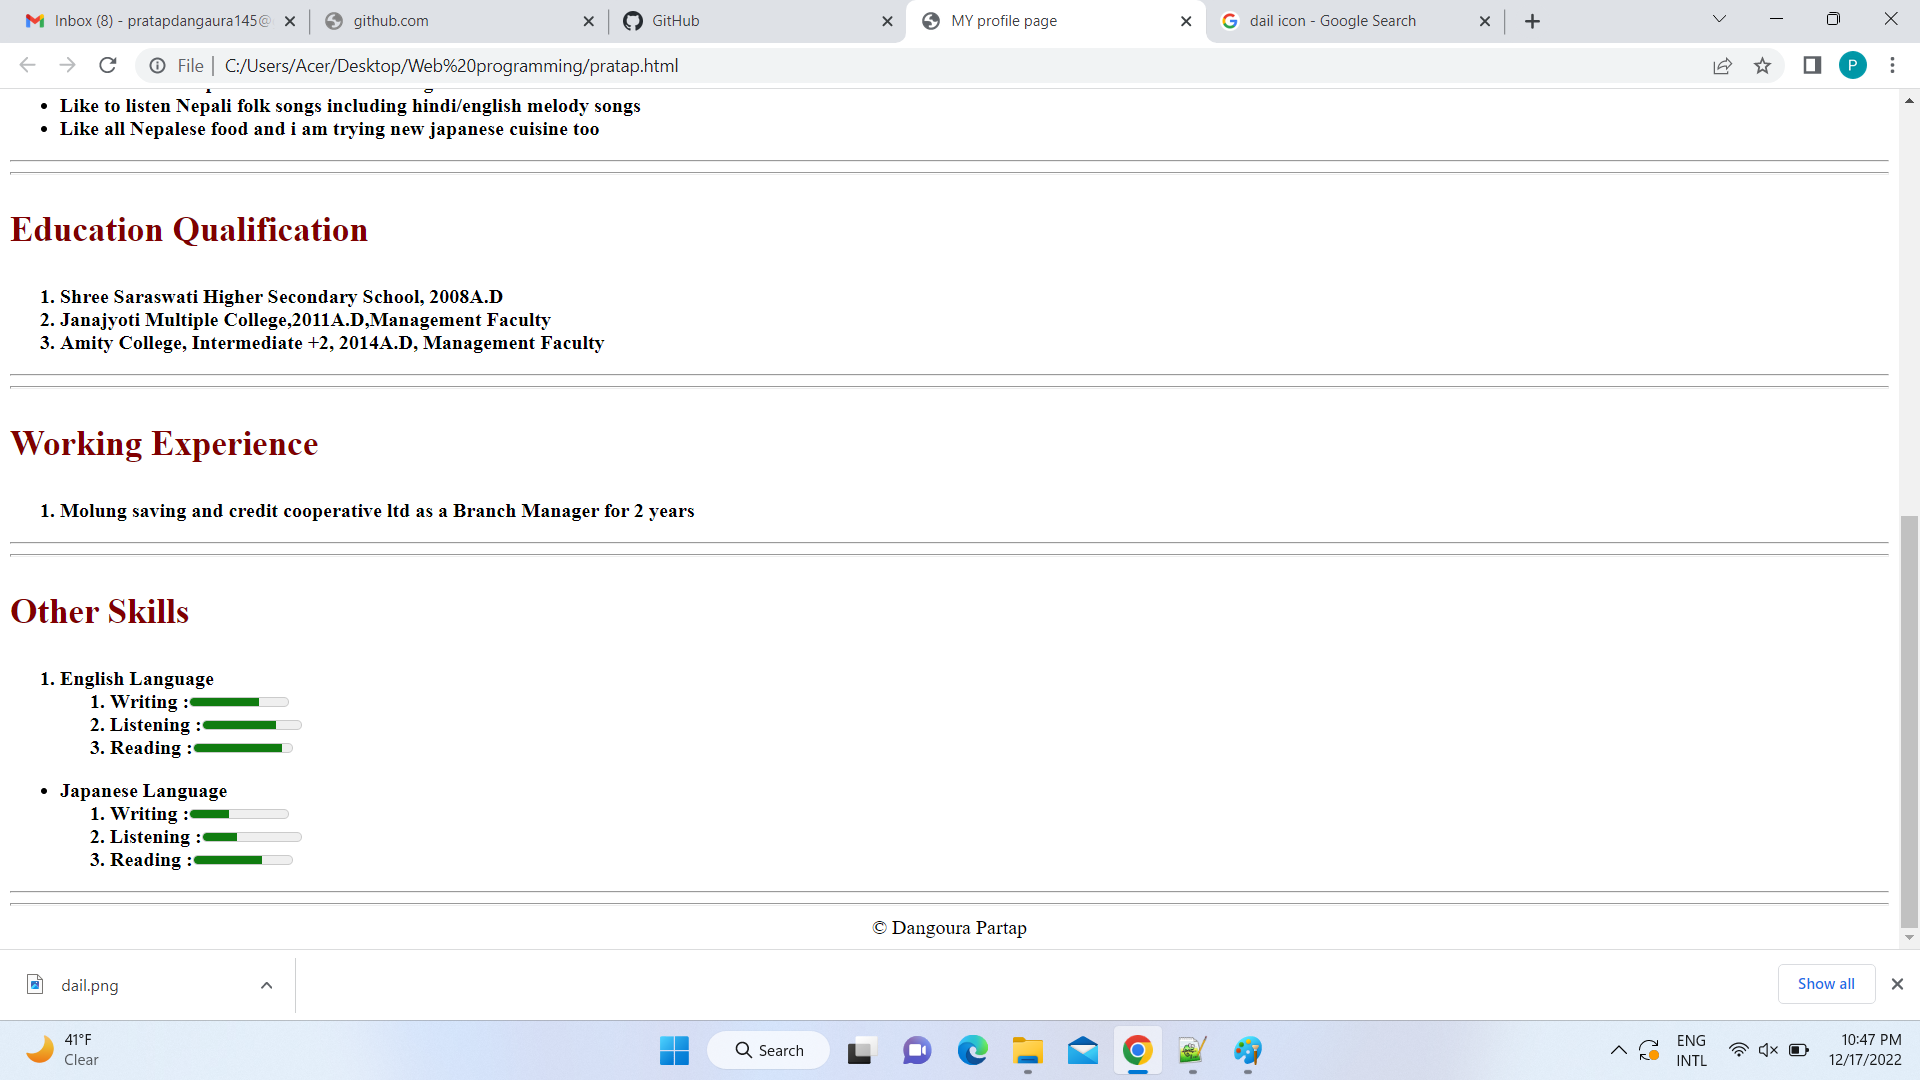 Inbox (8) - pratapdangaura145@
github.com
GitHub
MY profile page
dail icon - Google Search
File
C:/Users/Acer/Desktop/Web%20programming/pratap.html
P
• Like to listen Nepali folk songs including hindi/english melody songs
• Like all Nepalese food and i am trying new japanese cuisine too
Education Qualification
1. Shree Saraswati Higher Secondary School, 2008A.D
2. Janajyoti Multiple College,2011A.D,Management Faculty
3. Amity College, Intermediate +2, 2014A.D, Management Faculty
Working Experience
1. Molung saving and credit cooperative ltd as a Branch Manager for 2 years
Other Skills
1. English Language
1. Writing :
2. Listening :
3. Reading :
• Japanese Language
1. Writing :
2. Listening :
3. Reading :
© Dangoura Partap
dail.png
Show all
41°F
Clear
Search
ENG
INTL
10:47 PM
12/17/2022